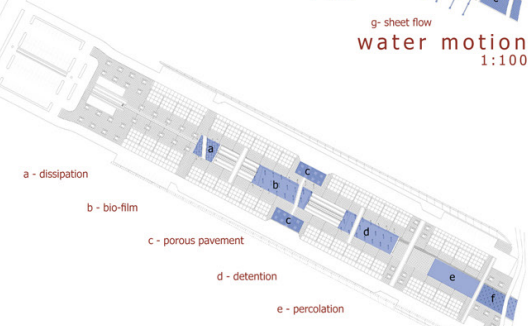 g- sheet flow
water motion
1:100
a
c
b
c
d
e
f
a - dissipation
b - bio-film
c - porous pavement
d - detention
e - percolation